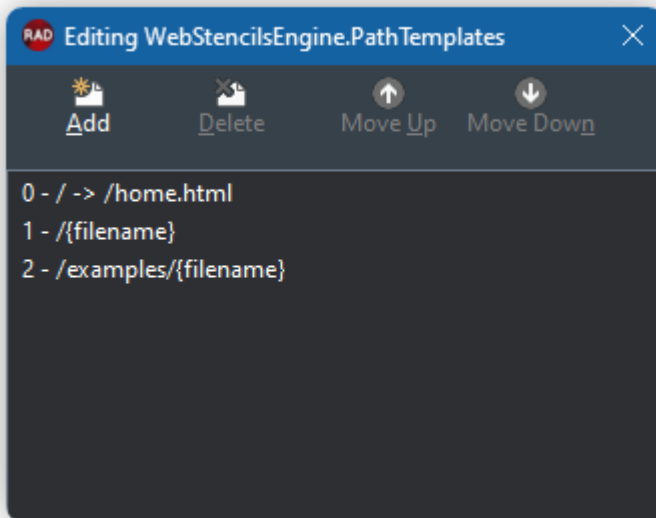 RAD Editing WebStencilsEngine.PathTemplates
Add Delete Move Up Move Down
0 - / -> /home.html
1 - /{filename}
2 - /examples/{filename}